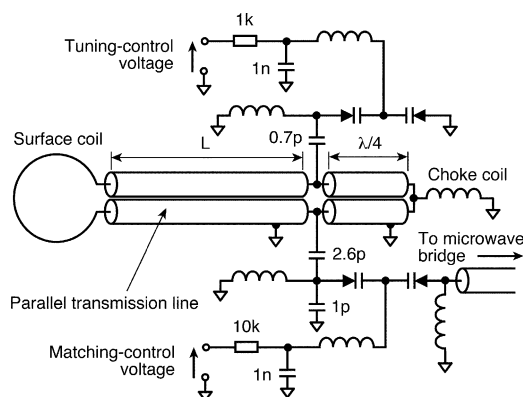 1k
Tuning-control
voltage
1n
Surface coil
L
0.7p
λ/4
Choke coil
To microwave
bridge
2.6p
Parallel transmission line
1p
10k
Matching-control
voltage
1n